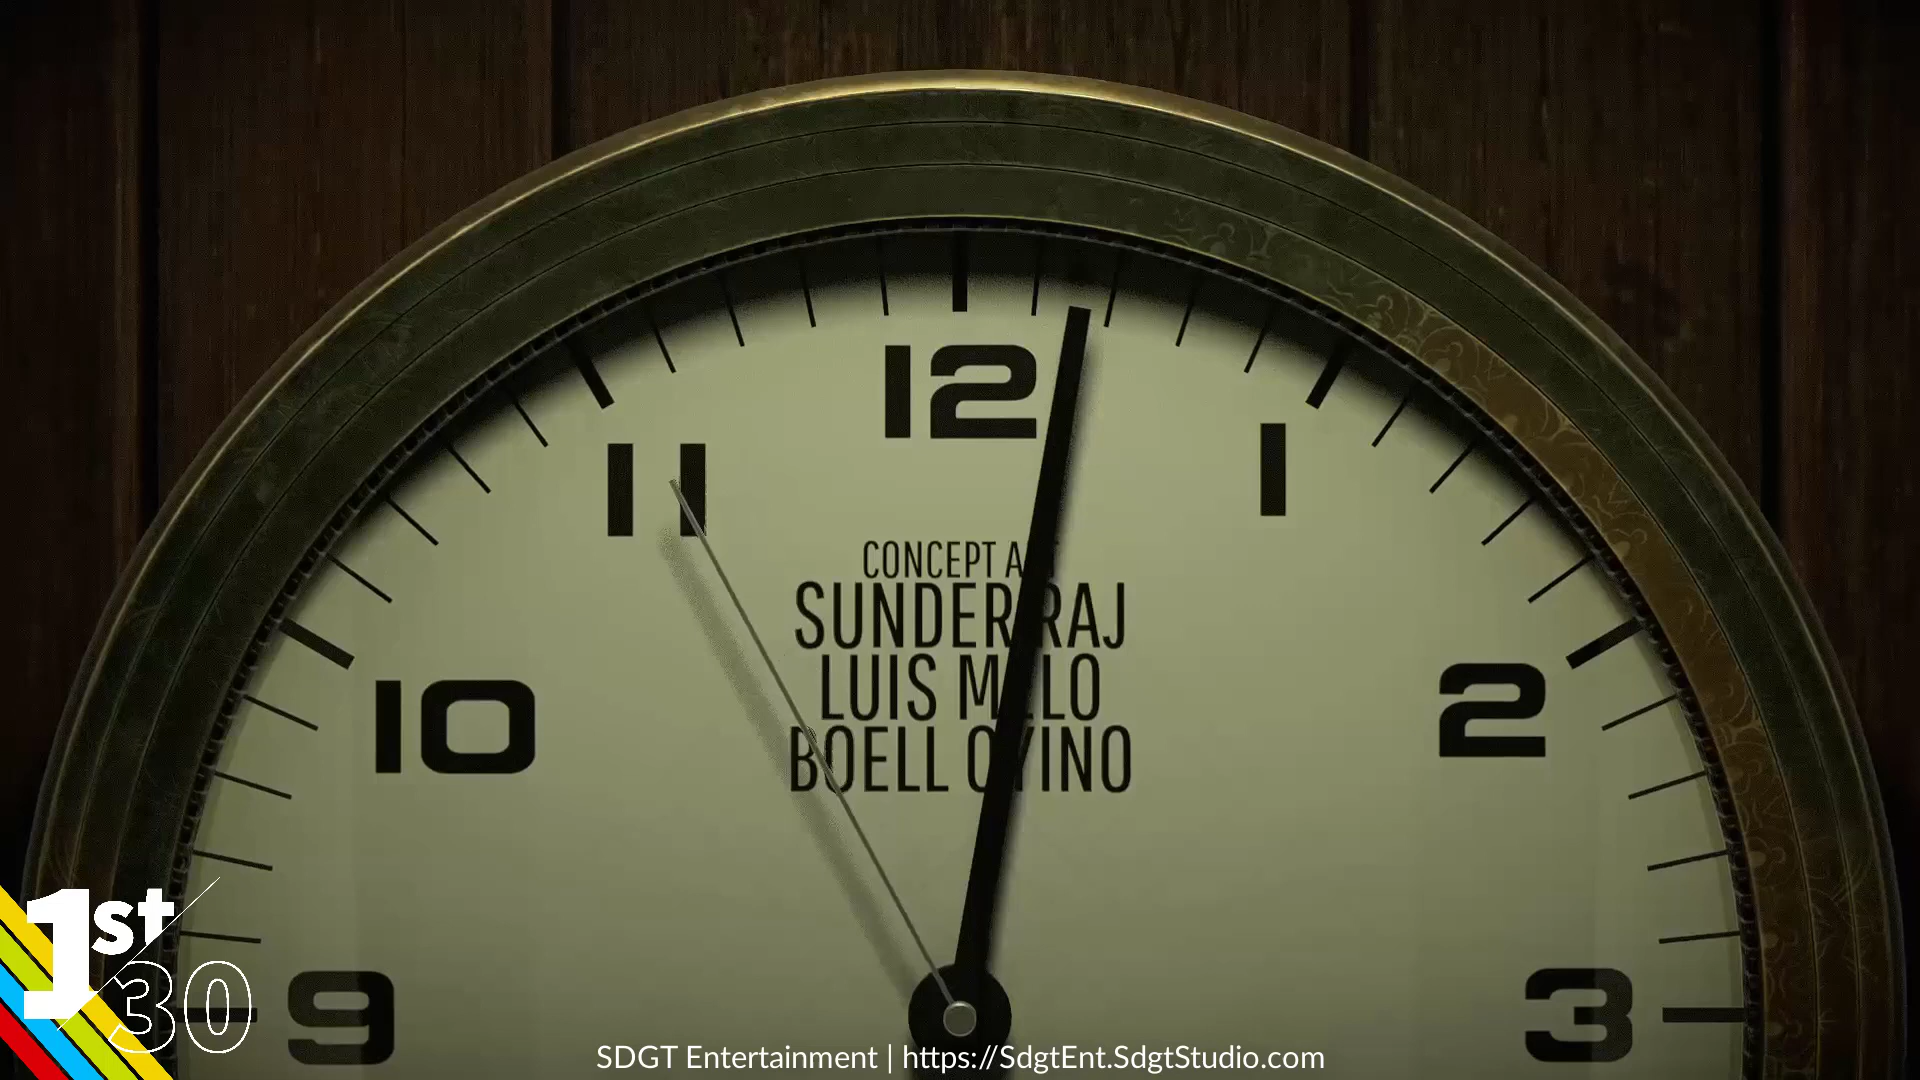 12
11
1
CONCEPT A
SUNDER RAJ
LUIS M LO
BOELL O INO
10
2
1st
30
9
3
SDGT Entertainment | https://SdgtEnt.SdgtStudio.com